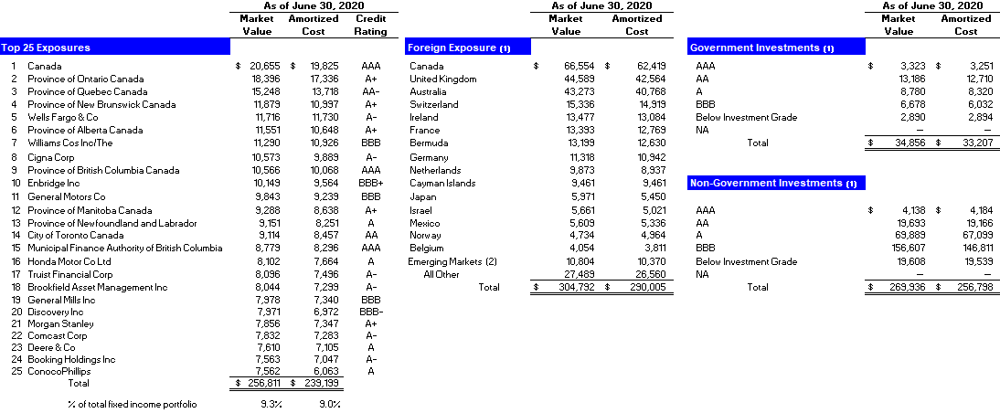 As of June 30, 2020
Market Amortized Credit
Value Cost Rating
Top 25 Exposures
1 Canada $ 20,655 $ 19,825 AAA
2 Province of Ontario Canada 18,396 17,336 A+
3 Province of Quebec Canada 15,248 13,718 AA-
4 Province of New Brunswick Canada 11,879 10,997 A+
5 Wells Fargo & Co 11,716 11,730 A-
6 Province of Alberta Canada 11,551 10,648 A+
7 Williams Cos Inc/The 11,290 10,926 BBB
8 Cigna Corp 10,573 9,889 A-
9 Province of British Columbia Canada 10,566 10,068 AAA
10 Enbridge Inc 10,149 9,564 BBB+
11 General Motors Co 9,843 9,239 BBB
12 Province of Manitoba Canada 9,288 8,638 A+
13 Province of Newfoundland and Labrador 9,151 8,251 A
14 City of Toronto Canada 9,114 8,457 AA
15 Municipal Finance Authority of British Columbia 8,779 8,296 AAA
16 Honda Motor Co Ltd 8,102 7,664 A
17 Truist Financial Corp 8,096 7,496 A-
18 Brookfield Asset Management Inc 8,044 7,299 A-
19 General Mills Inc 7,978 7,340 BBB
20 Discovery Inc 7,971 6,972 BBB-
21 Morgan Stanley 7,856 7,347 A+
22 Comcast Corp 7,832 7,283 A-
23 Deere & Co 7,610 7,105 A
24 Booking Holdings Inc 7,563 7,047 A-
25 ConocoPhillips 7,562 6,063 A
Total $ 256,811 $ 239,199
% of total fixed income portfolio 9.3% 9.0%
As of June 30, 2020
Market Amortized
Value Cost
Foreign Exposure (1)
Canada $ 66,554 $ 62,419
United Kingdom 44,589 42,564
Australia 43,273 40,768
Switzerland 15,336 14,919
Ireland 13,477 13,084
France 13,393 12,769
Bermuda 13,199 12,630
Germany 11,318 10,942
Netherlands 9,873 8,937
Cayman Islands 9,461 9,461
Japan 5,971 5,450
Israel 5,661 5,021
Mexico 5,609 5,336
Norway 4,734 4,964
Belgium 4,054 3,811
Emerging Markets (2) 10,804 10,370
All Other 27,489 26,560
Total $ 304,792 $ 290,005
As of June 30, 2020
Market Amortized
Value Cost
Government Investments (1)
AAA $ 3,323 $ 3,251
AA 13,186 12,710
A 8,780 8,320
BBB 6,678 6,032
Below Investment Grade 2,890 2,894
NA — —
Total $ 34,856 $ 33,207
Non-Government Investments (1)
AAA $ 4,138 $ 4,184
AA 19,693 19,166
A 69,889 67,099
BBB 156,607 146,811
Below Investment Grade 19,608 19,539
NA — —
Total $ 269,936 $ 256,798